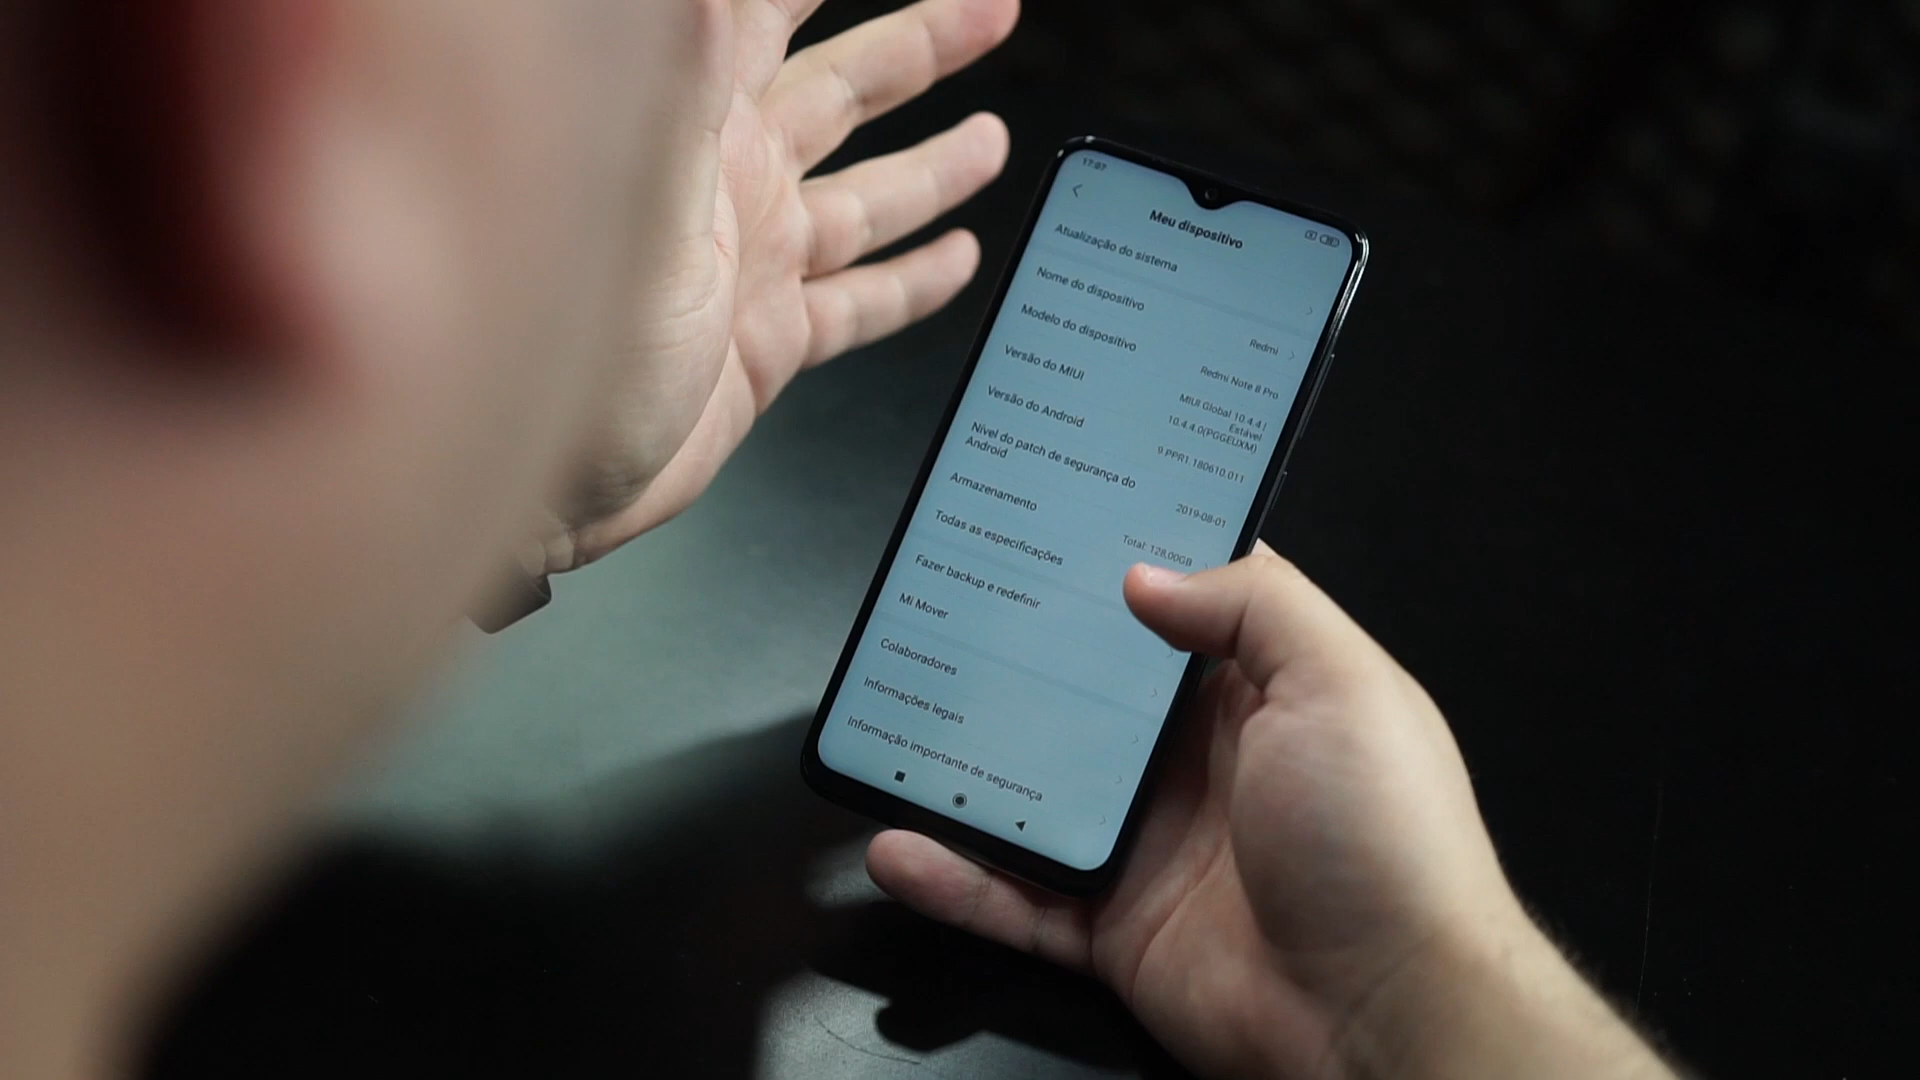 17:07
Meu dispositivo
Atualização do sistema
Nome do dispositivo
Redmi
Modelo do dispositivo
Redmi Note 8 Pro
Versão do MIUI
MIUI Global 10.4.4 |
Estável
10.4.4.0(PGGEUXM)
Versão do Android
9 PPR1.180610.011
Nível do patch de segurança do
Android
2019-08-01
Armazenamento
Total: 128,00GB
Todas as especificações
Fazer backup e redefinir
Mi Mover
Colaboradores
Informações legais
Informação importante de segurança